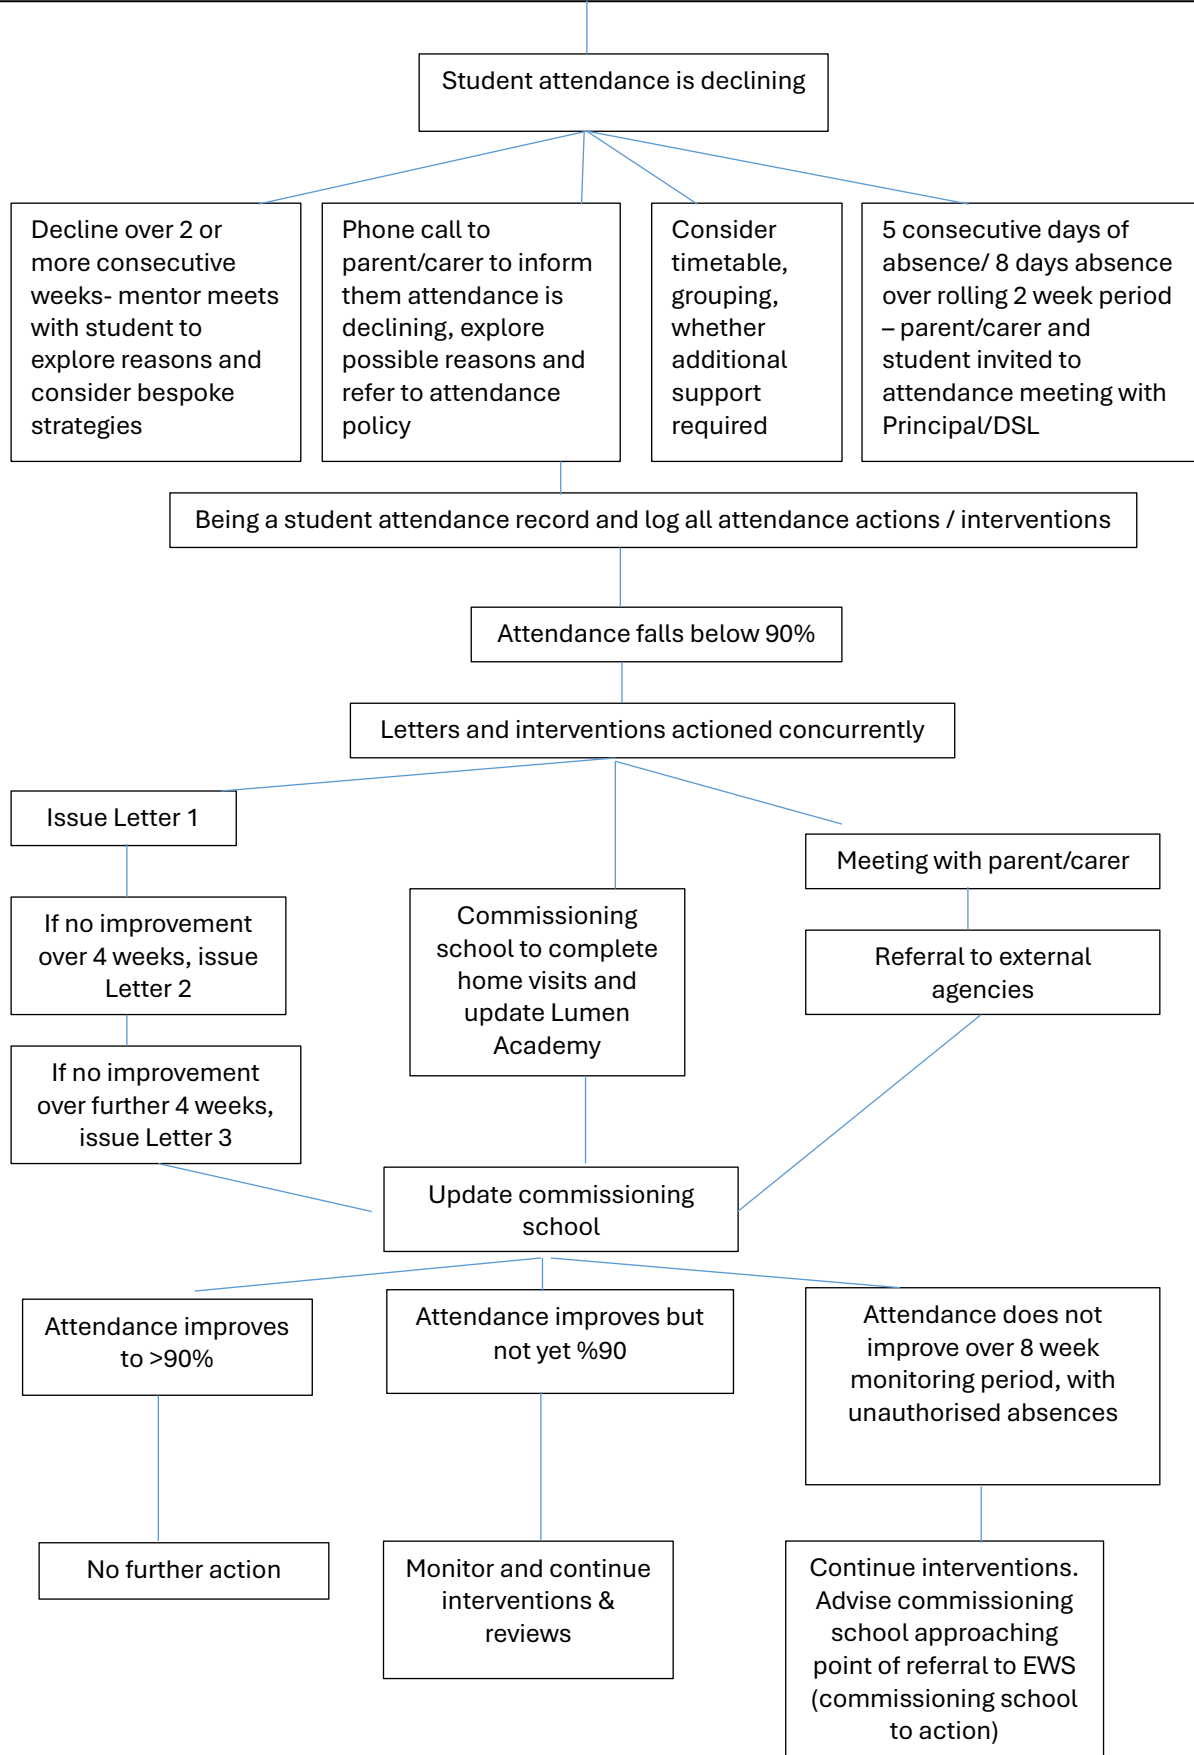 Student attendance is declining
Decline over 2 or
more consecutive
weeks- mentor meets
with student to
explore reasons and
consider bespoke
strategies
Phone call to
parent/carer to inform
them attendance is
declining, explore
possible reasons and
refer to attendance
policy
Consider
timetable,
grouping,
whether
additional
support
required
5 consecutive days of
absence/ 8 days absence
over rolling 2 week period
– parent/carer and
student invited to
attendance meeting with
Principal/DSL
Being a student attendance record and log all attendance actions / interventions
Attendance falls below 90%
Letters and interventions actioned concurrently
Issue Letter 1
If no improvement
over 4 weeks, issue
Letter 2
If no improvement
over further 4 weeks,
issue Letter 3
Commissioning
school to complete
home visits and
update Lumen
Academy
Meeting with parent/carer
Referral to external
agencies
Update commissioning
school
Attendance improves
to >90%
Attendance improves but
not yet %90
Attendance does not
improve over 8 week
monitoring period, with
unauthorised absences
No further action
Monitor and continue
interventions &
reviews
Continue interventions.
Advise commissioning
school approaching
point of referral to EWS
(commissioning school
to action)